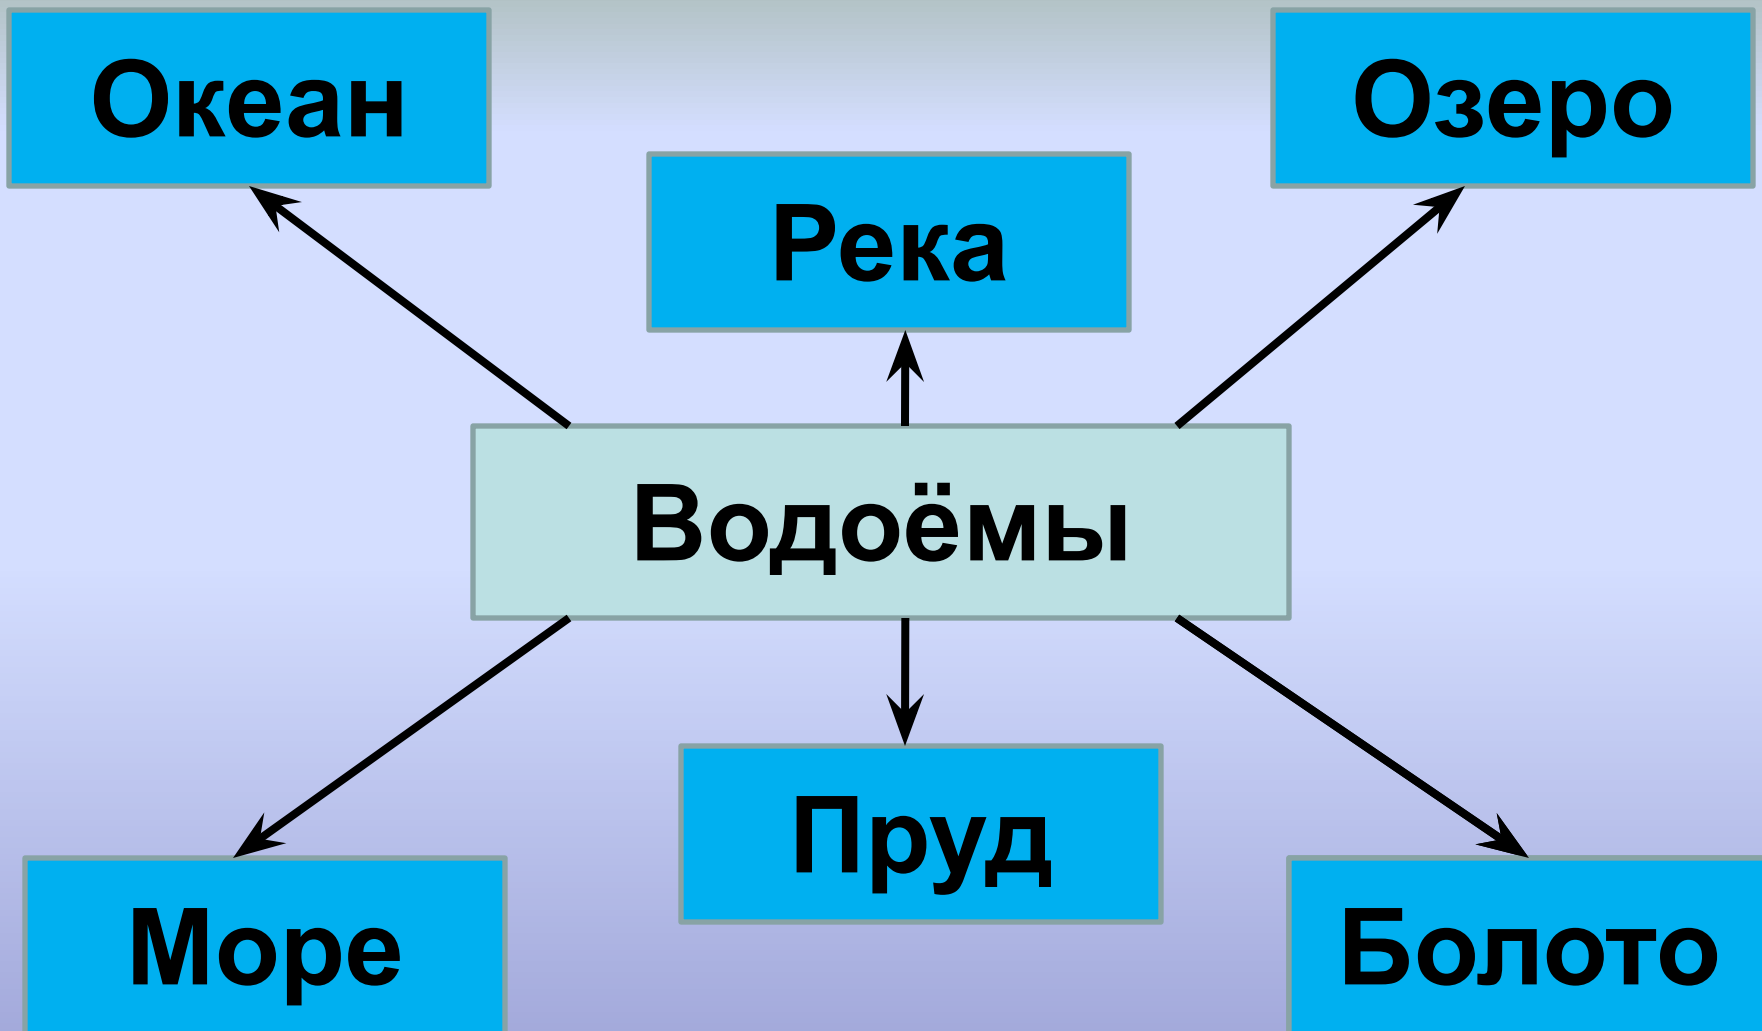 Океан
Озеро
Река
Водоёмы
Пруд
Море
Болото